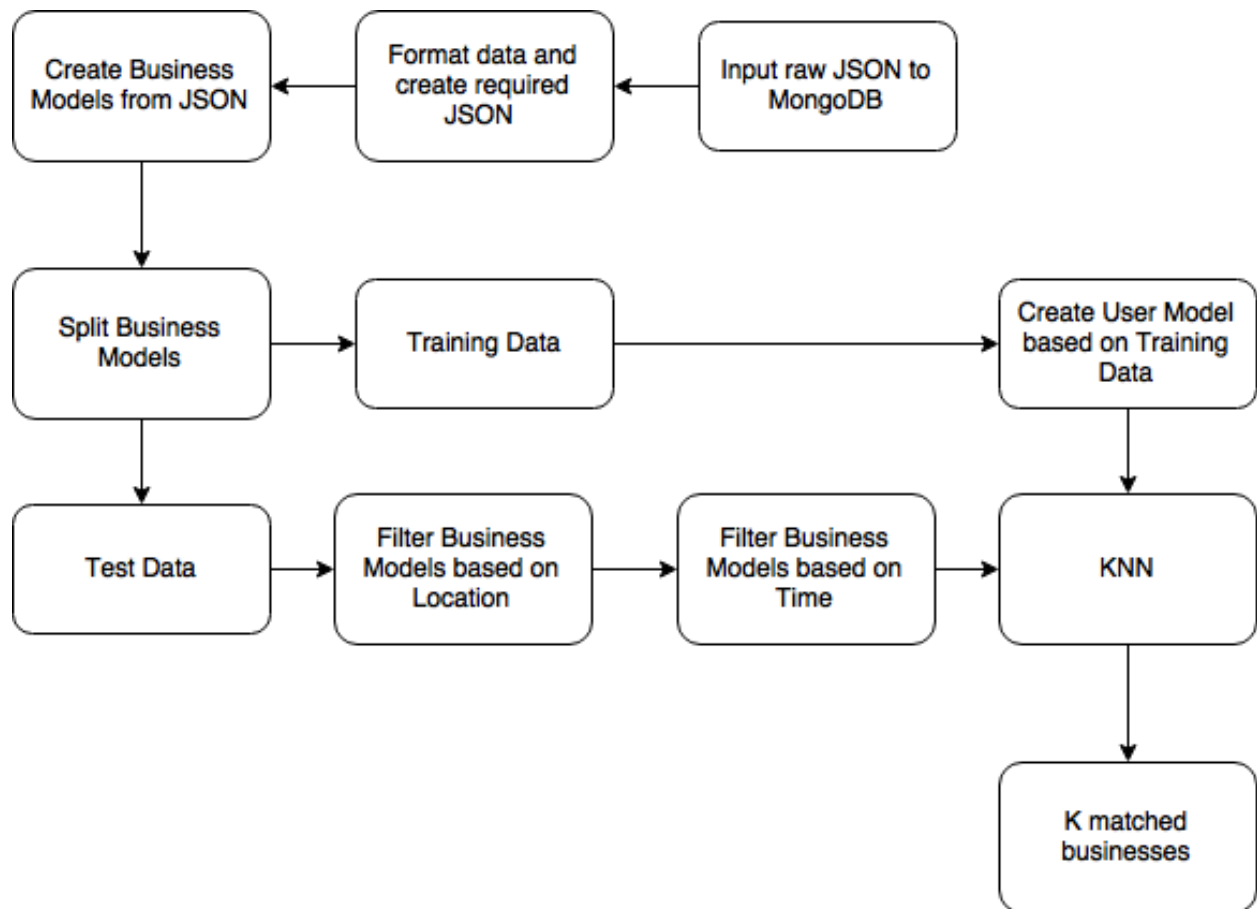 Create Business
Models from JSON
Format data and
create required
JSON
Input raw JSON to
MongoDB
Split Business
Models
Training Data
Create User Model
based on Training
Data
Test Data
Filter Business
Models based on
Location
Filter Business
Models based on
Time
KNN
K matched
businesses